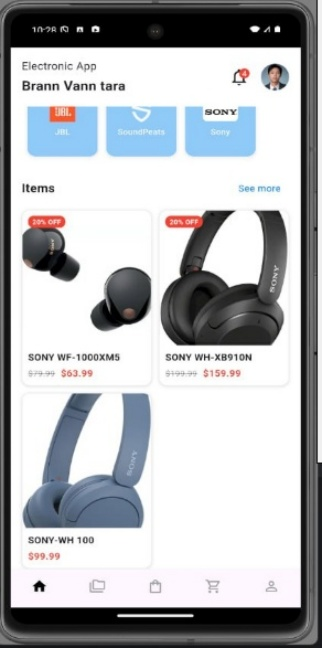 10:28
Electronic App
Brann Vann tara
JBL
SONY
JBL
SoundPeats
Sony
Items
See more
20% OFF
20% OFF
SONY
SONY WF-1000XM5
SONY WH-XB910N
$79.99 $63.99
$199.99 $159.99
SONY
SONY-WH 100
$99.99